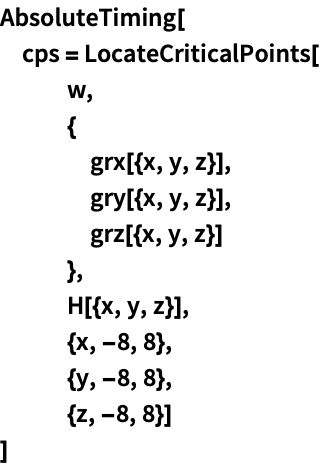 AbsoluteTiming[
cps = LocateCriticalPoints[
w,
{
grx[{x, y, z}],
gry[{x, y, z}],
grz[{x, y, z}]
},
H[{x, y, z}],
{x, –8, 8},
{y, –8, 8},
{z, –8, 8}]
]